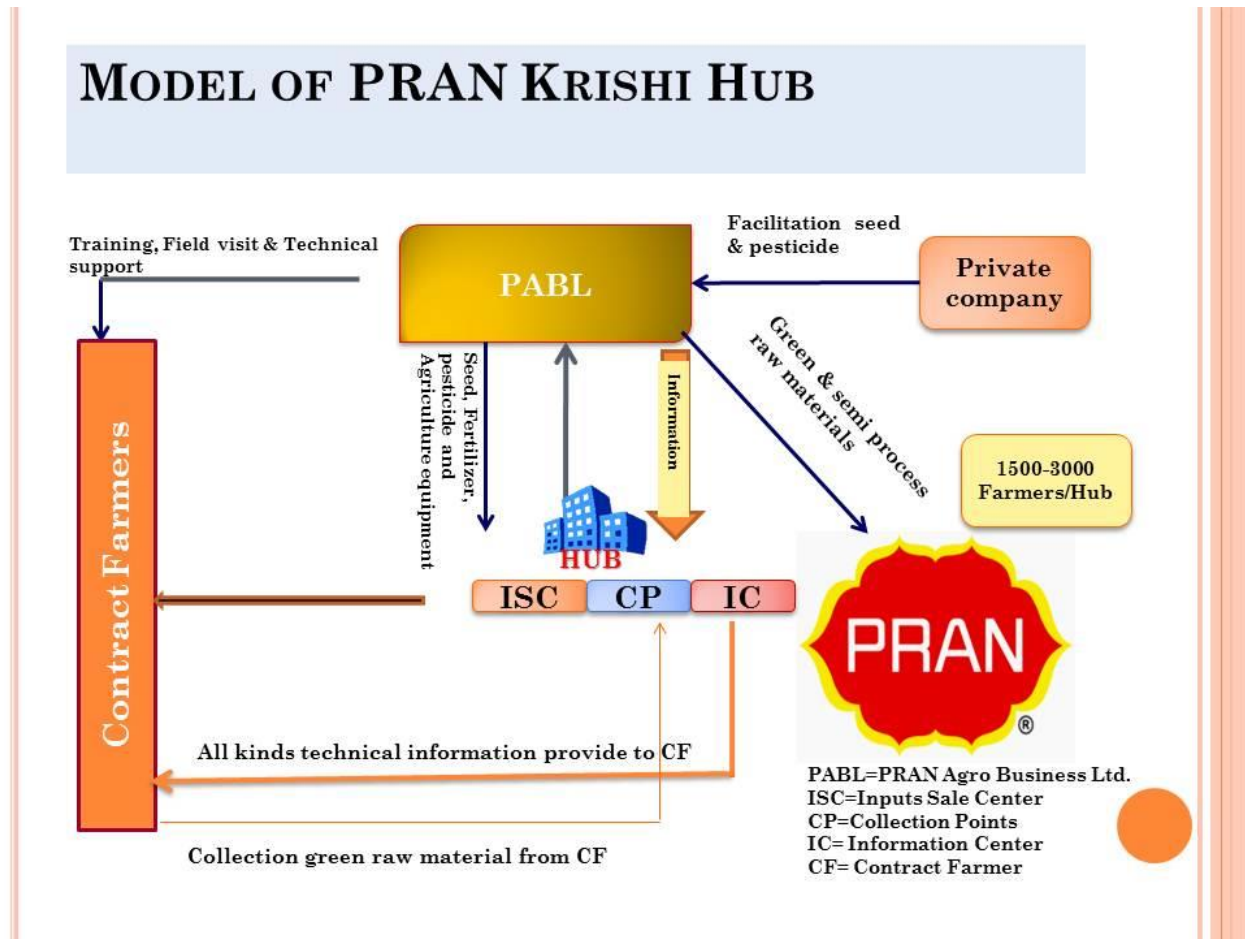 MODEL OF PRAN KRISHI HUB
Training, Field visit & Technical
support
PABL
Facilitation seed
& pesticide
Private
company
Contract Farmers
Seed, Fertilizer,
pesticide and
Agriculture equipment
Information
Green & semi process
raw materials
1500-3000
Farmers/Hub
HUB
ISC
CP
IC
PRAN
®
All kinds technical information provide to CF
Collection green raw material from CF
PABL=PRAN Agro Business Ltd.
ISC=Inputs Sale Center
CP=Collection Points
IC= Information Center
CF= Contract Farmer